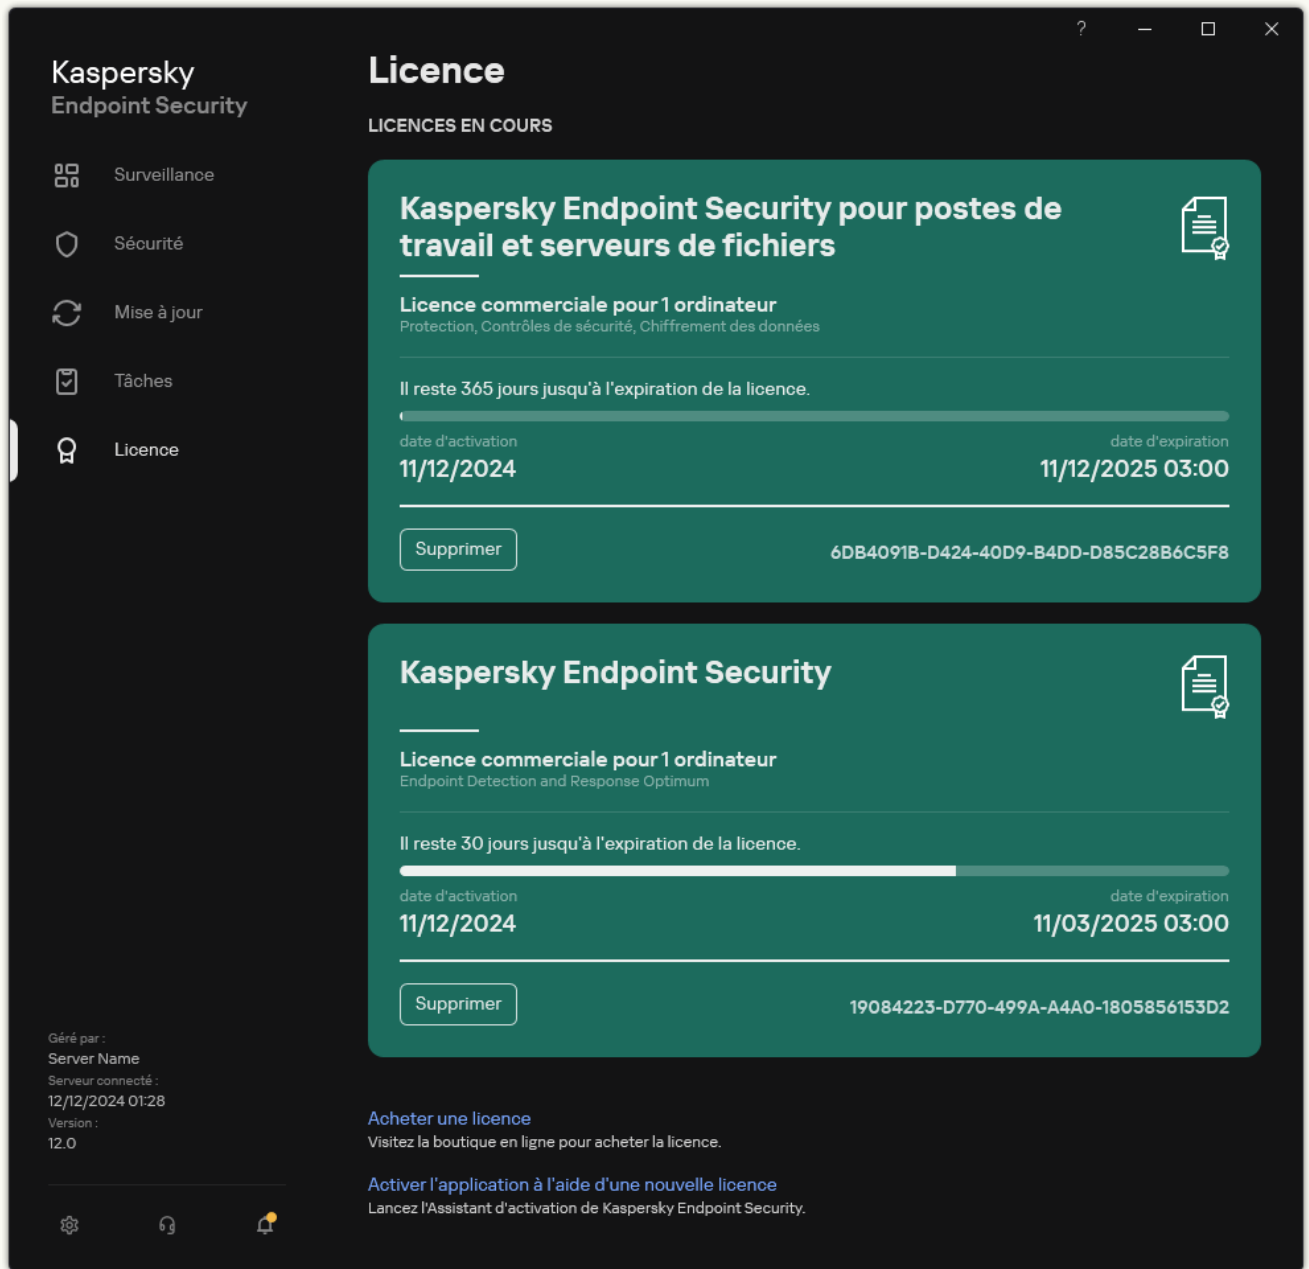 ?
Kaspersky
Endpoint Security
Surveillance
Sécurité
Mise à jour
Tâches
Licence
Géré par :
Server Name
Serveur connecté :
12/12/2024 01:28
Version :
12.0
Licence
LICENCES EN COURS
Kaspersky Endpoint Security pour postes de
travail et serveurs de fichiers
Licence commerciale pour 1 ordinateur
Protection, Contrôles de sécurité, Chiffrement des données
Il reste 365 jours jusqu'à l'expiration de la licence.
date d'activation date d'expiration
11/12/2024 11/12/2025 03:00
Supprimer 6DB4091B-D424-40D9-B4DD-D85C28B6C5F8
Kaspersky Endpoint Security
Licence commerciale pour 1 ordinateur
Endpoint Detection and Response Optimum
Il reste 30 jours jusqu'à l'expiration de la licence.
date d'activation date d'expiration
11/12/2024 11/03/2025 03:00
Supprimer 19084223-D770-499A-A4A0-1805856153D2
Acheter une licence
Visitez la boutique en ligne pour acheter la licence.
Activer l'application à l'aide d'une nouvelle licence
Lancez l'Assistant d'activation de Kaspersky Endpoint Security.